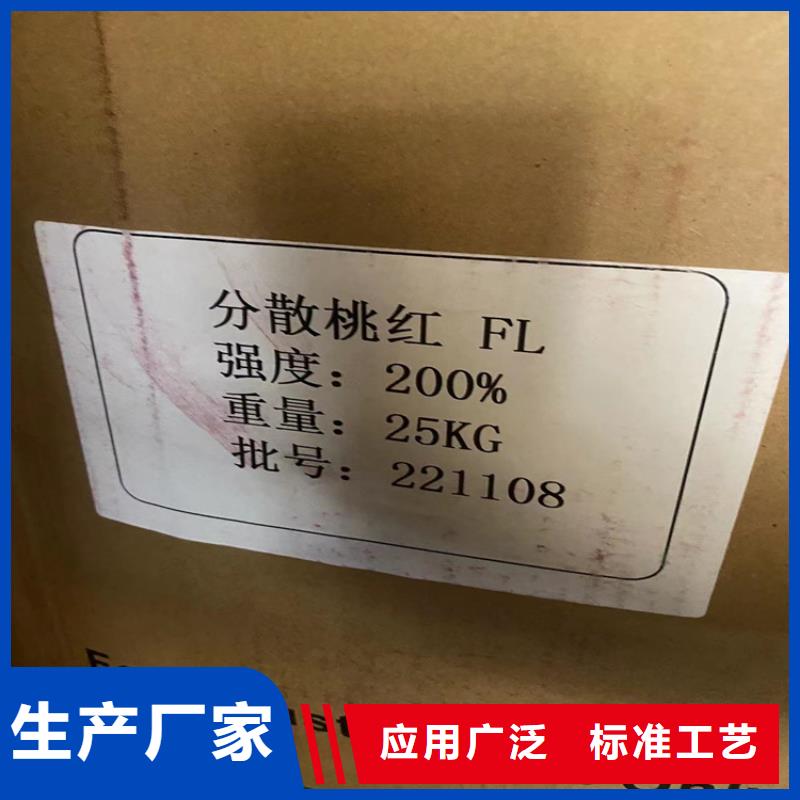 分散桃红 FL
强度：200%
重量：25KG
批号：221108
生产厂家
应用广泛 标准工艺